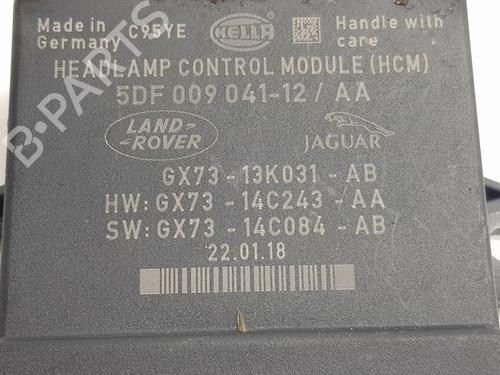 Made in
Germany
C95YE
HELLA
Handle with
care
HEADLAMP CONTROL MODULE (HCM)
5DF 009 041-12 / AA
LAND-
-ROVER
JAGUAR
GX73 - 13K031 - AB
HW: GX73 - 14C243 - AA
SW: GX73 - 14C084 - AB
22.01.18
B-PARTS